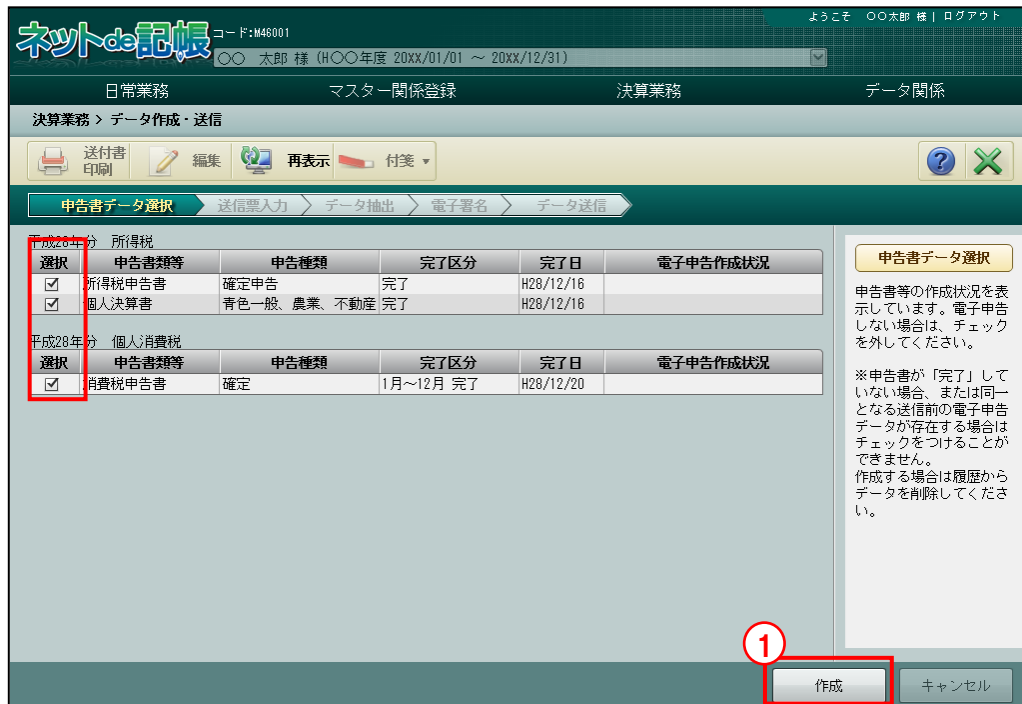 ようこそ 〇〇太郎 様 | ログアウト
ネットde記帳 コード:M46001
〇〇 太郎 様 (H〇〇年度 20XX/01/01 ～ 20XX/12/31)
日常業務 マスター関係登録 決算業務 データ関係
決算業務 > データ作成・送信
送付書
印刷
編集 再表示 付箋 ▼
申告書データ選択 送信票入力 データ抽出 電子署名 データ送信
平成28年分 所得税
選択 申告書類等 申告種類 完了区分 完了日 電子申告作成状況
所得税申告書 確定申告 完了 H28/12/16
個人決算書 青色一般、農業、不動産 完了 H28/12/16
平成28年分 個人消費税
選択 申告書類等 申告種類 完了区分 完了日 電子申告作成状況
消費税申告書 確定 1月～12月 完了 H28/12/20
申告書データ選択
申告書等の作成状況を表
示しています。電子申告
しない場合は、チェック
を外してください。
※申告書が「完了」して
いない場合、または同一
となる送信前の電子申告
データが存在する場合は
チェックをつけることが
できません。
作成する場合は履歴から
データを削除してくださ
い。
1
作成 キャンセル